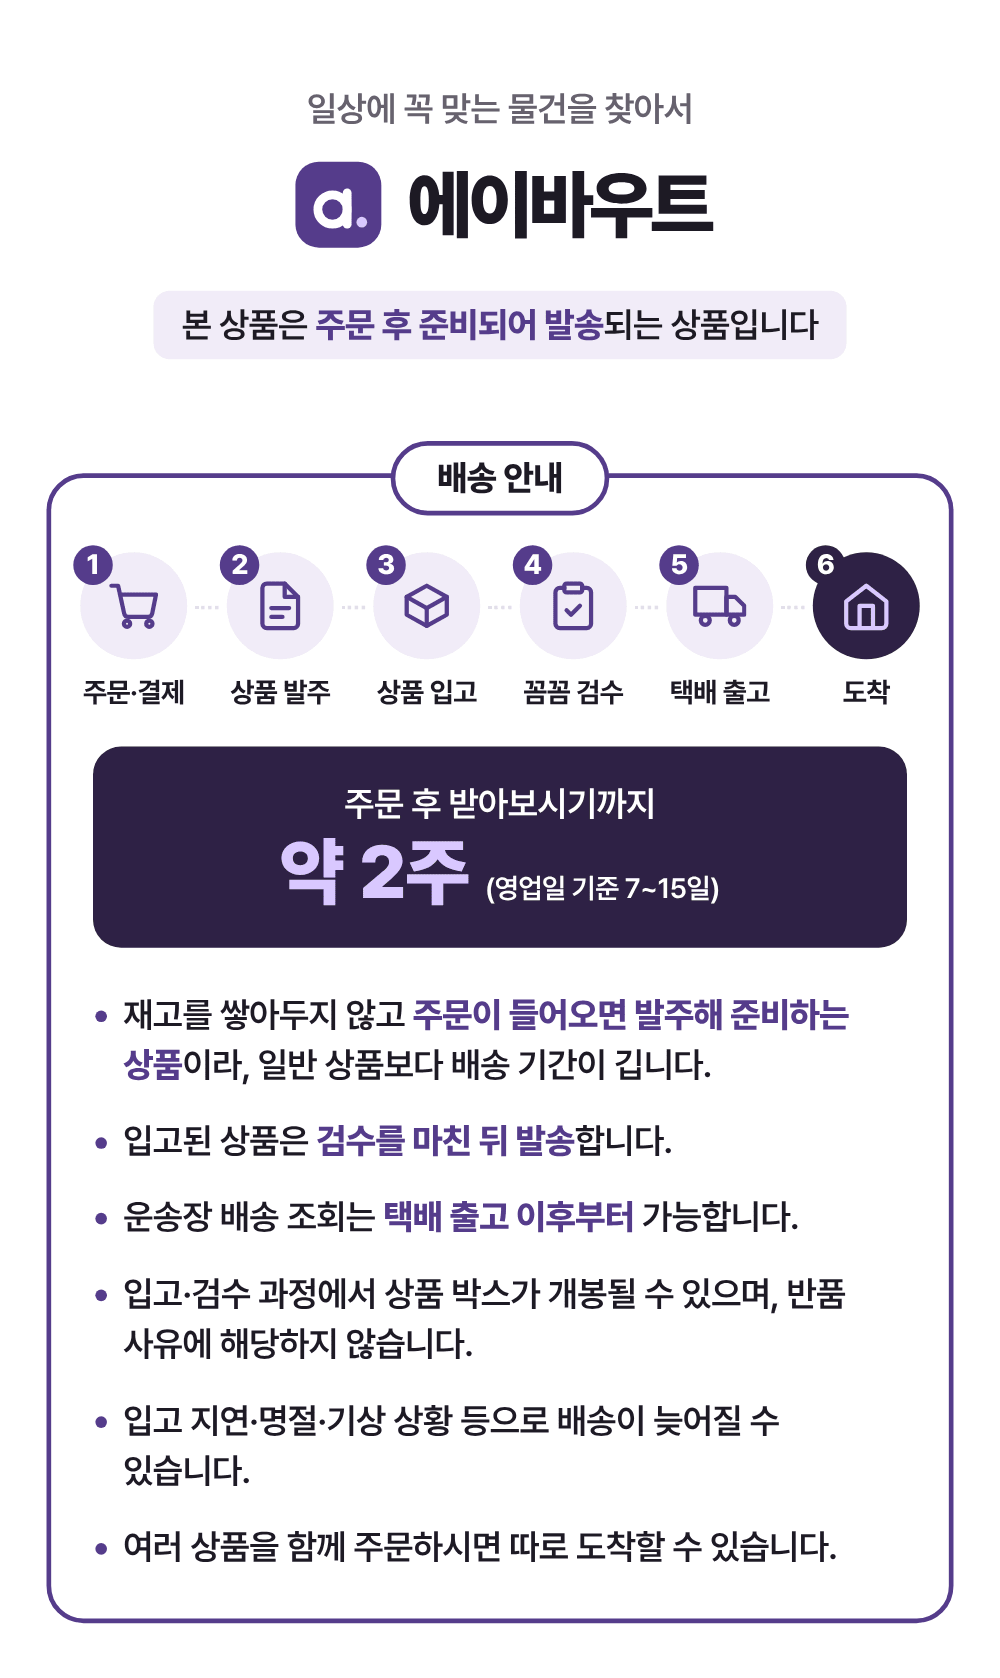 일상에 꼭 맞는 물건을 찾아서
a. 에이바우트
본 상품은 주문 후 준비되어 발송되는 상품입니다
배송 안내
1 2 3 4 5 6
주문·결제 상품 발주 상품 입고 꼼꼼 검수 택배 출고 도착
주문 후 받아보시기까지
약 2주 (영업일 기준 7~15일)
• 재고를 쌓아두지 않고 주문이 들어오면 발주해 준비하는
상품이라, 일반 상품보다 배송 기간이 깁니다.
• 입고된 상품은 검수를 마친 뒤 발송합니다.
• 운송장 배송 조회는 택배 출고 이후부터 가능합니다.
• 입고·검수 과정에서 상품 박스가 개봉될 수 있으며, 반품
사유에 해당하지 않습니다.
• 입고 지연·명절·기상 상황 등으로 배송이 늦어질 수
있습니다.
• 여러 상품을 함께 주문하시면 따로 도착할 수 있습니다.